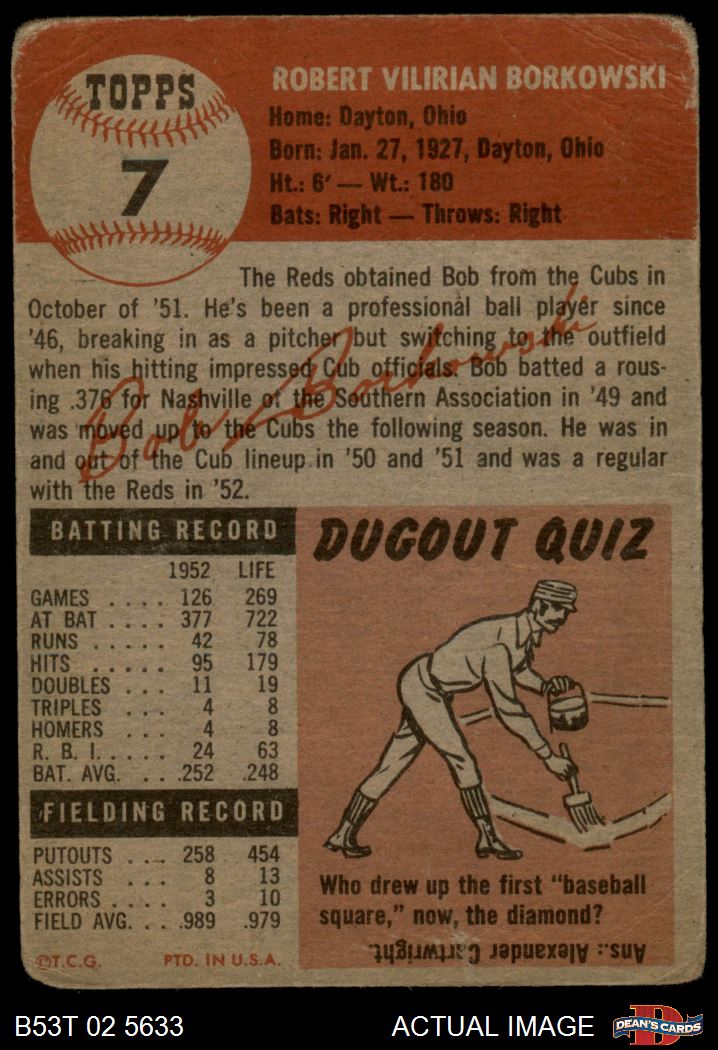 TOPPS
7
ROBERT VILIRIAN BORKOWSKI
Home: Dayton, Ohio
Born: Jan. 27, 1927, Dayton, Ohio
Ht.: 6' — Wt.: 180
Bats: Right — Throws: Right
The Reds obtained Bob from the Cubs in
October of '51. He's been a professional ball player since
'46, breaking in as a pitcher but switching to the outfield
when his hitting impressed Cub officials. Bob batted a rous-
ing .376 for Nashville of the Southern Association in '49 and
was moved up to the Cubs the following season. He was in
and out of the Cub lineup in '50 and '51 and was a regular
with the Reds in '52.
Bob Borkowski
BATTING RECORD
1952 LIFE
GAMES . . . . 126 269
AT BAT . . . . 377 722
RUNS . . . . . 42 78
HITS . . . . . 95 179
DOUBLES . . . 11 19
TRIPLES . . . 4 8
HOMERS . . . 4 8
R. B. I. . . . . 24 63
BAT. AVG. . . . .252 .248
FIELDING RECORD
PUTOUTS . . . 258 454
ASSISTS . . . 8 13
ERRORS . . . . 3 10
FIELD AVG. . . .989 .979
©T.C.G. PTD. IN U.S.A.
DUGOUT QUIZ
Who drew up the first "baseball
square," now, the diamond?
Ans.: Alexander Cartwright.
B53T 02 5633
ACTUAL IMAGE
D
DEAN'S CARDS